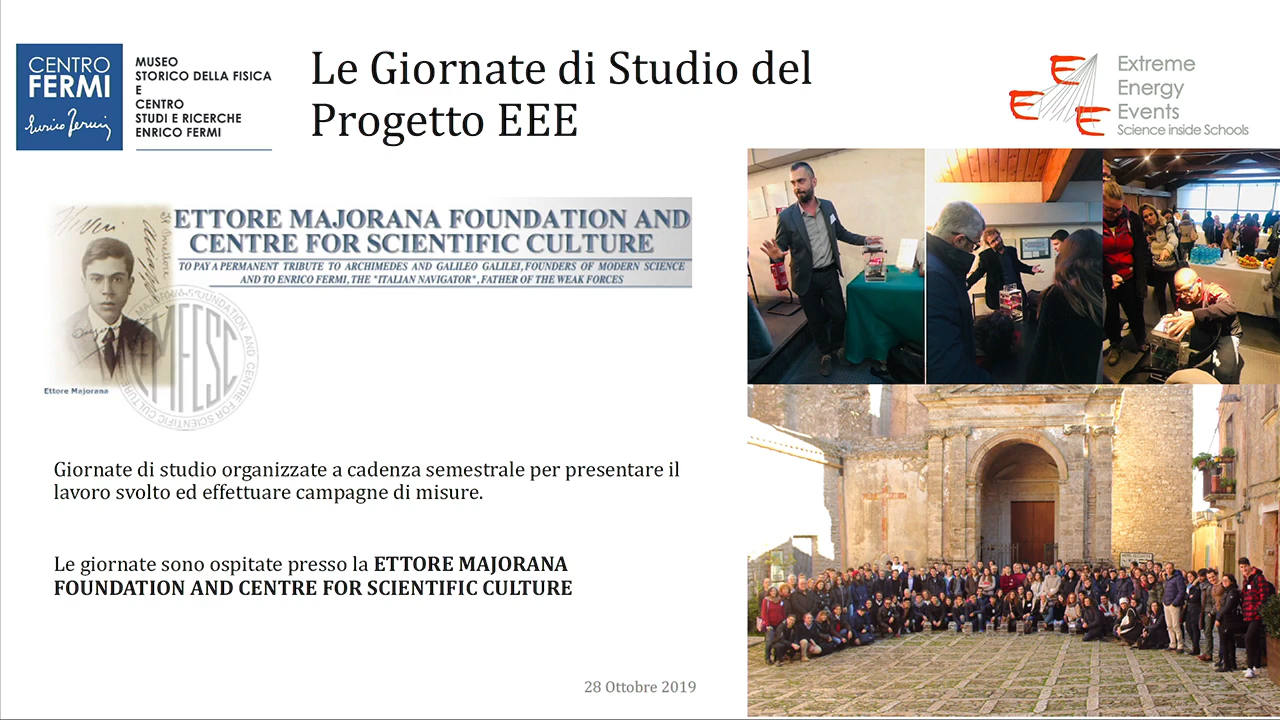 CENTRO
FERMI
Enrico Fermi
MUSEO
STORICO DELLA FISICA
E
CENTRO
STUDI E RICERCHE
ENRICO FERMI
Le Giornate di Studio del
Progetto EEE
EEE
Extreme
Energy
Events
Science inside Schools
ETTORE MAJORANA FOUNDATION AND
CENTRE FOR SCIENTIFIC CULTURE
TO PAY A PERMANENT TRIBUTE TO ARCHIMEDES AND GALILEO GALILEI, FOUNDERS OF MODERN SCIENCE
AND TO ENRICO FERMI, THE "ITALIAN NAVIGATOR", FATHER OF THE WEAK FORCES
Ettore Majorana
Giornate di studio organizzate a cadenza semestrale per presentare il
lavoro svolto ed effettuare campagne di misure.
Le giornate sono ospitate presso la ETTORE MAJORANA
FOUNDATION AND CENTRE FOR SCIENTIFIC CULTURE
28 Ottobre 2019